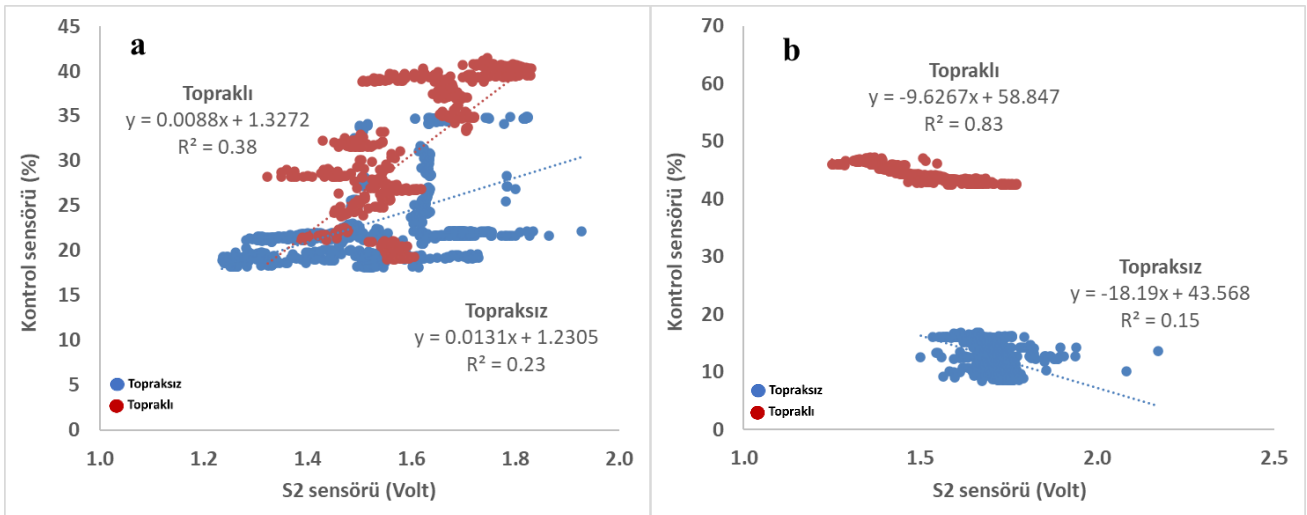 a
Kontrol sensörü (%)
45
40
35
30
25
20
15
10
5
0
Topraklı
y = 0.0088x + 1.3272
R² = 0.38
Topraksız
y = 0.0131x + 1.2305
R² = 0.23
Topraksız
Topraklı
1.0 1.2 1.4 1.6 1.8 2.0
S2 sensörü (Volt)
b
Kontrol sensörü (%)
70
60
50
40
30
20
10
0
Topraklı
y = -9.6267x + 58.847
R² = 0.83
Topraksız
y = -18.19x + 43.568
R² = 0.15
Topraksız
Topraklı
1.0 1.5 2.0 2.5
S2 sensörü (Volt)